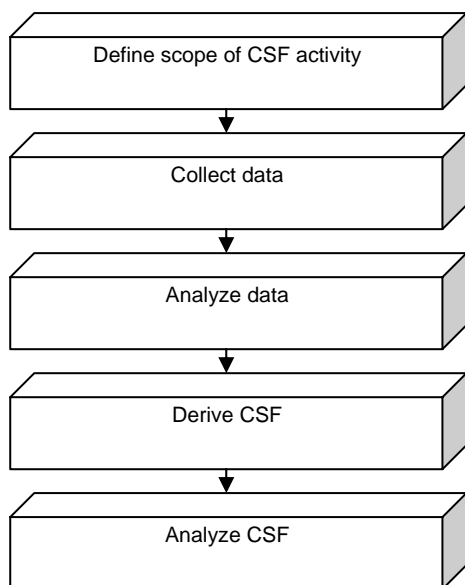 Define scope of CSF activity
Collect data
Analyze data
Derive CSF
Analyze CSF